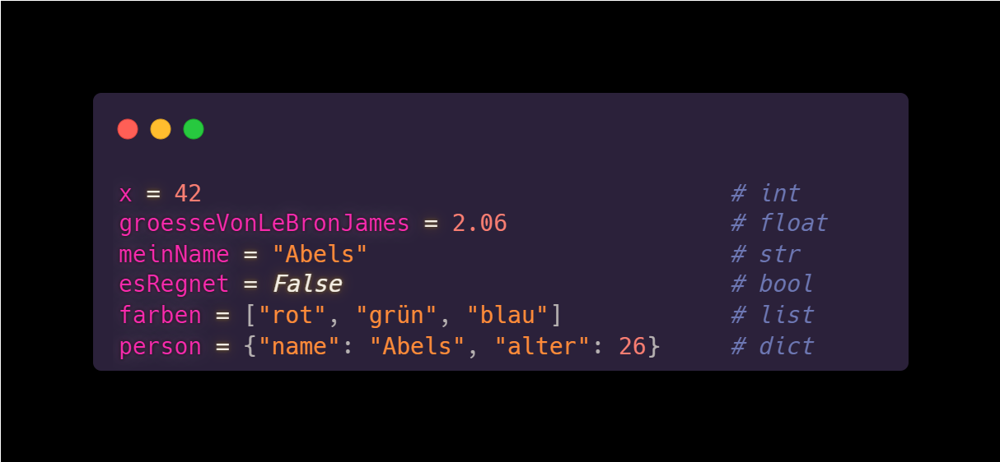 x = 42 # int
groesseVonLeBronJames = 2.06 # float
meinName = "Abels" # str
esRegnet = False # bool
farben = ["rot", "grün", "blau"] # list
person = {"name": "Abels", "alter": 26} # dict